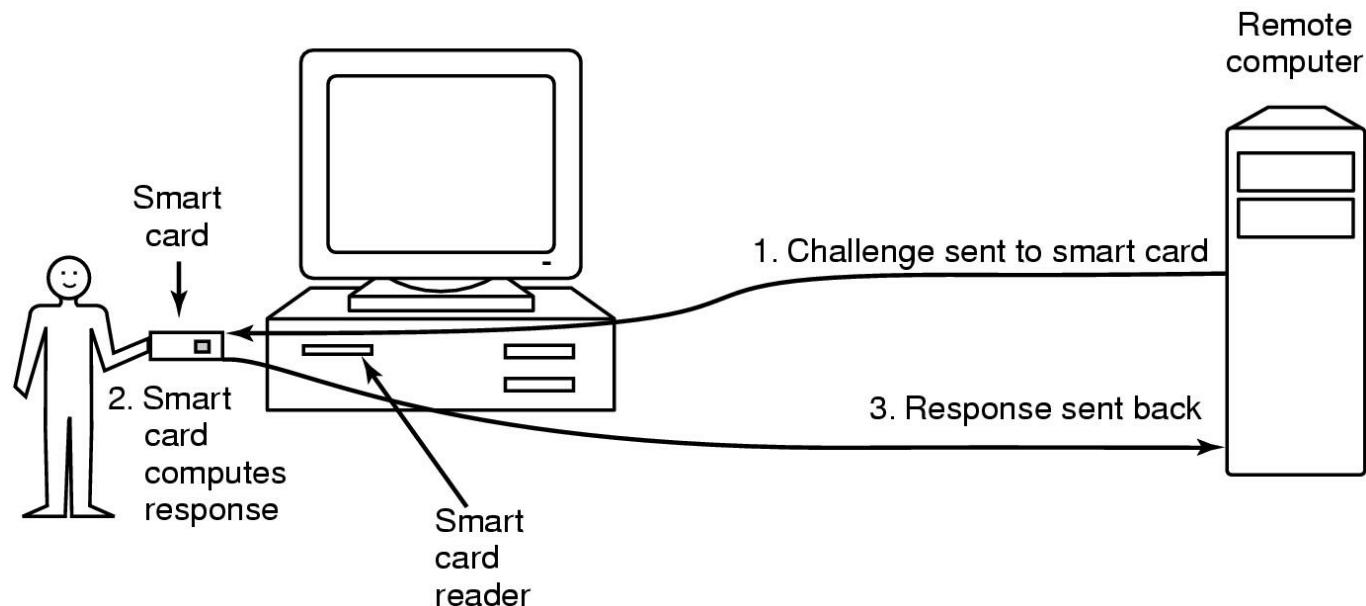 Remote
computer
Smart
card
1. Challenge sent to smart card
2. Smart
card
computes
response
3. Response sent back
Smart
card
reader